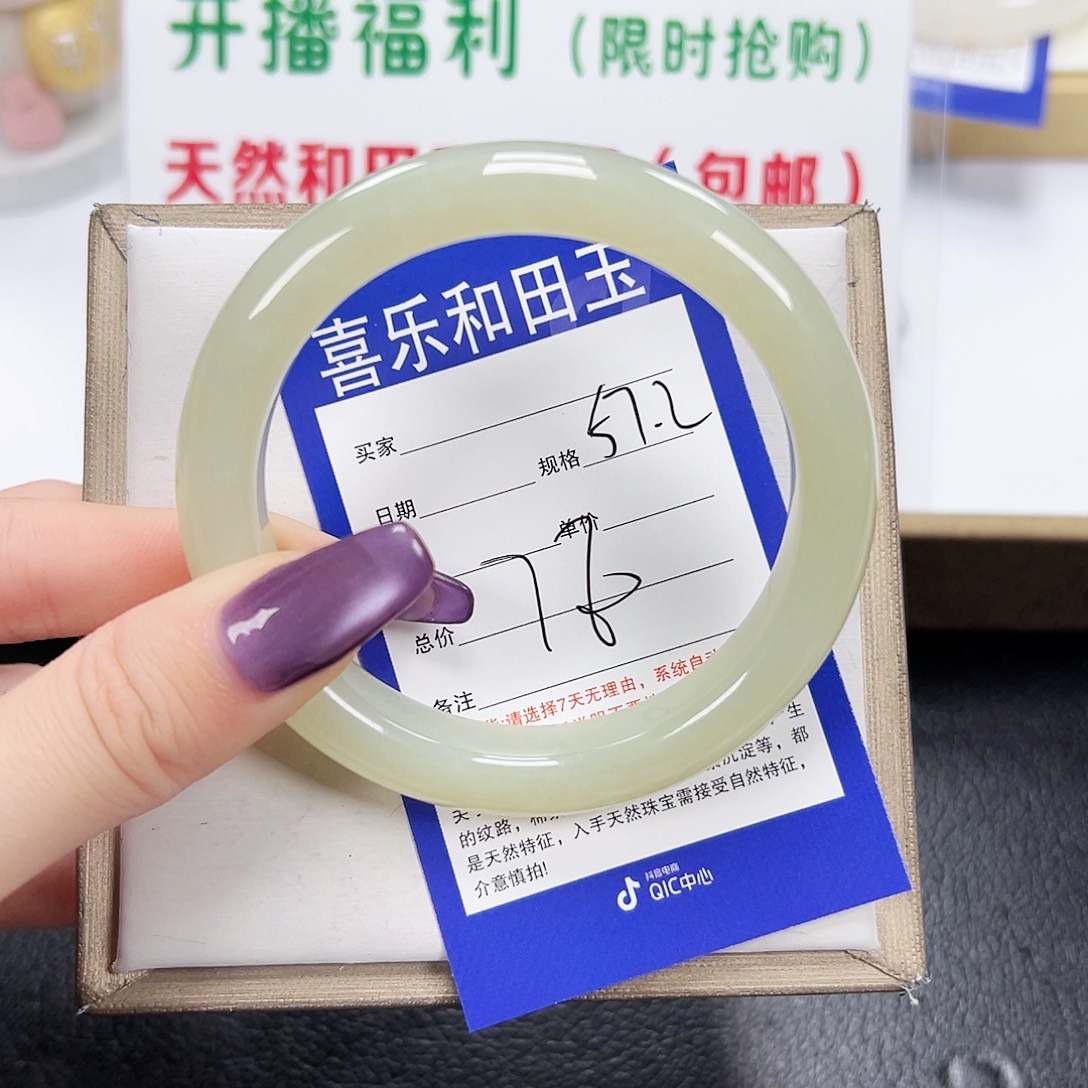 开播福利（限时抢购）
天然和田
（包邮）
喜乐和田玉
买家
规格 57.2
日期
单价
78
总价
备注
请选择7天无理由，系统自动
生
沉淀等，都
的纹路，
是天然特征，入手天然珠宝需接受自然特征，
介意慎拍!
抖音电商
QIC中心